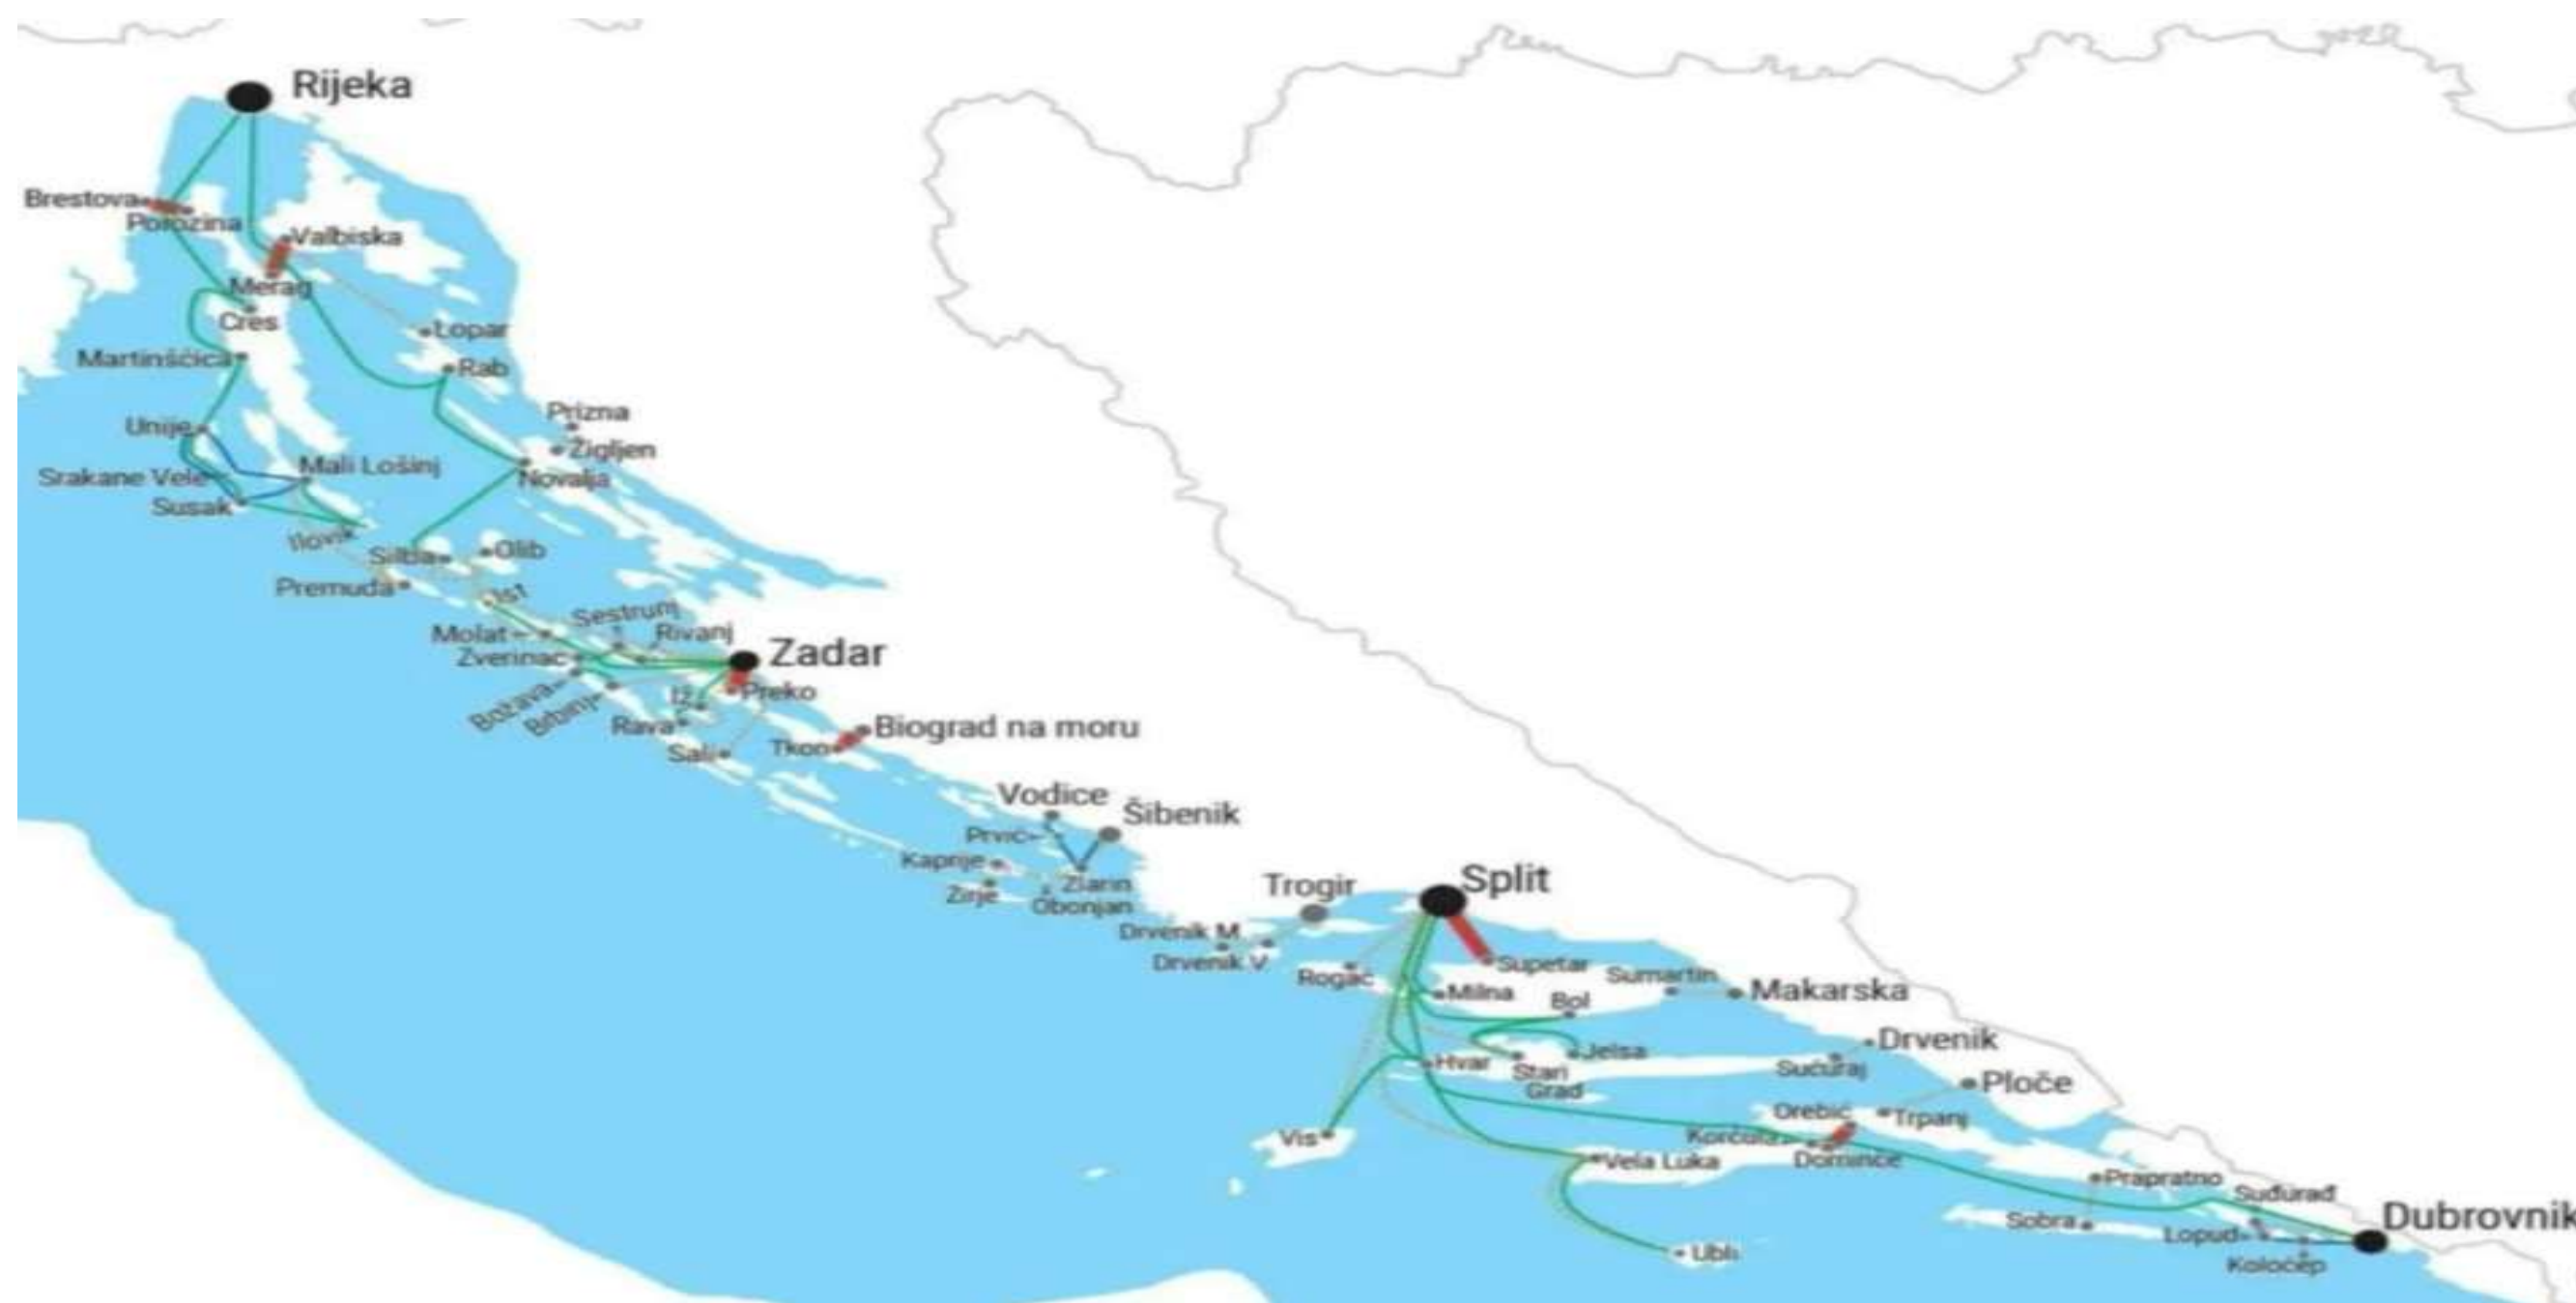 Rijeka
Brestova
Porozina
Valbiska
Merag
Cres
Lopar
Martinšćica
Rab
Prizna
Unije
Žigljen
Mali Lošinj
Srakane Vele
Novalja
Susak
Ilovik
Silba
Olib
Premuda
Ist
Sestrunj
Molat
Rivanj
Zverinac
Zadar
Božava
Brbinj
Iž
Preko
Rava
Sali
Tkon
Biograd na moru
Vodice
Šibenik
Prvić
Kaprije
Zlarin
Žirje
Obonjan
Trogir
Split
Drvenik M.
Drvenik V
Rogač
Supetar
Sumartin
Milna
Bol
Makarska
Drvenik
Hvar
Stari
Grad
Jelsa
Sućuraj
Ploče
Orebić
Trpanj
Vis
Korčula
Vela Luka
Dominče
Prapratno
Suđurađ
Sobra
Lopud
Dubrovnik
Ubli
Koločep